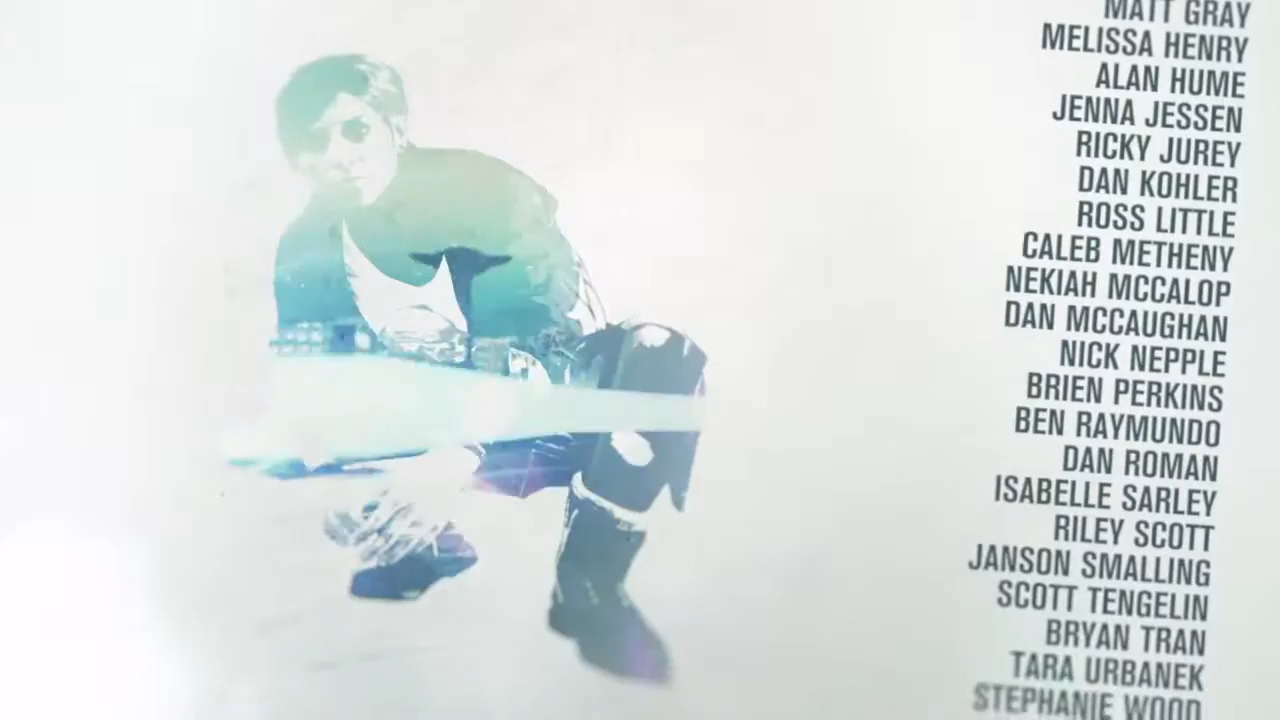 MATT GRAY
MELISSA HENRY
ALAN HUME
JENNA JESSEN
RICKY JUREY
DAN KOHLER
ROSS LITTLE
CALEB METHENY
NEKIAH MCCALOP
DAN MCCAUGHAN
NICK NEPPLE
BRIEN PERKINS
BEN RAYMUNDO
DAN ROMAN
ISABELLE SARLEY
RILEY SCOTT
JANSON SMALLING
SCOTT TENGELIN
BRYAN TRAN
TARA URBANEK
STEPHANIE WOOD